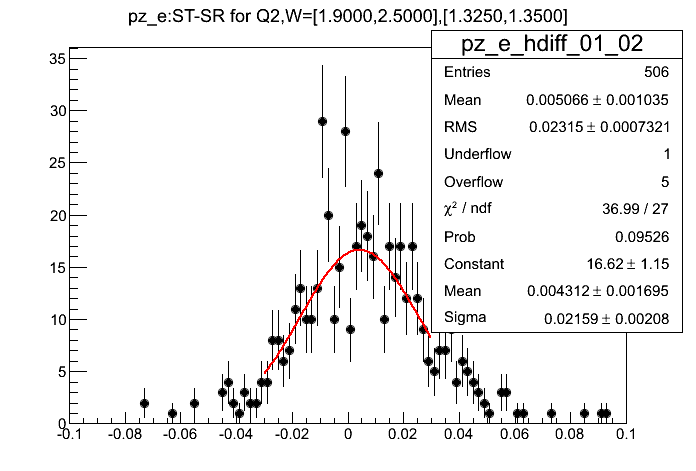 pz_e:ST-SR for Q2,W=[1.9000,2.5000],[1.3250,1.3500]
pz_e_hdiff_01_02
Entries 506
Mean 0.005066 ± 0.001035
RMS 0.02315 ± 0.0007321
Underflow 1
Overflow 5
χ² / ndf 36.99 / 27
Prob 0.09526
Constant 16.62 ± 1.15
Mean 0.004312 ± 0.001695
Sigma 0.02159 ± 0.00208
35
30
25
20
15
10
5
0
-0.1 -0.08 -0.06 -0.04 -0.02 0 0.02 0.04 0.06 0.08 0.1